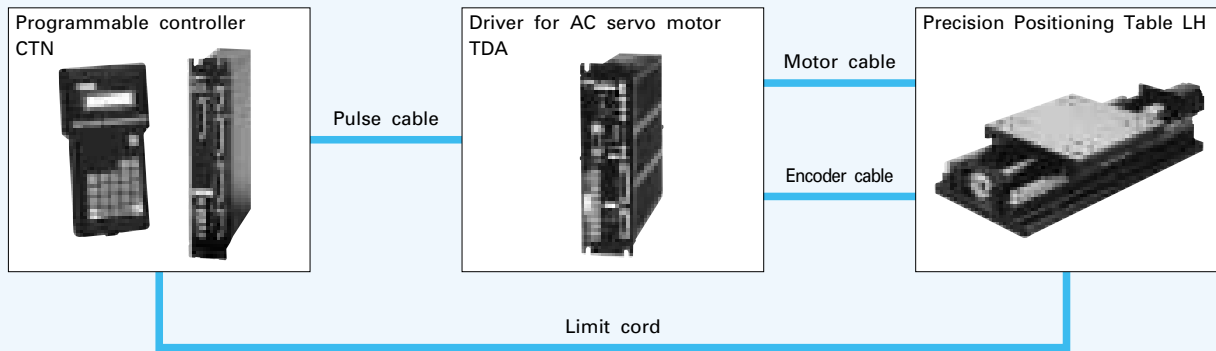 Programmable controller
CTN
Driver for AC servo motor
TDA
Precision Positioning Table LH
Pulse cable
Motor cable
Encoder cable
Limit cord